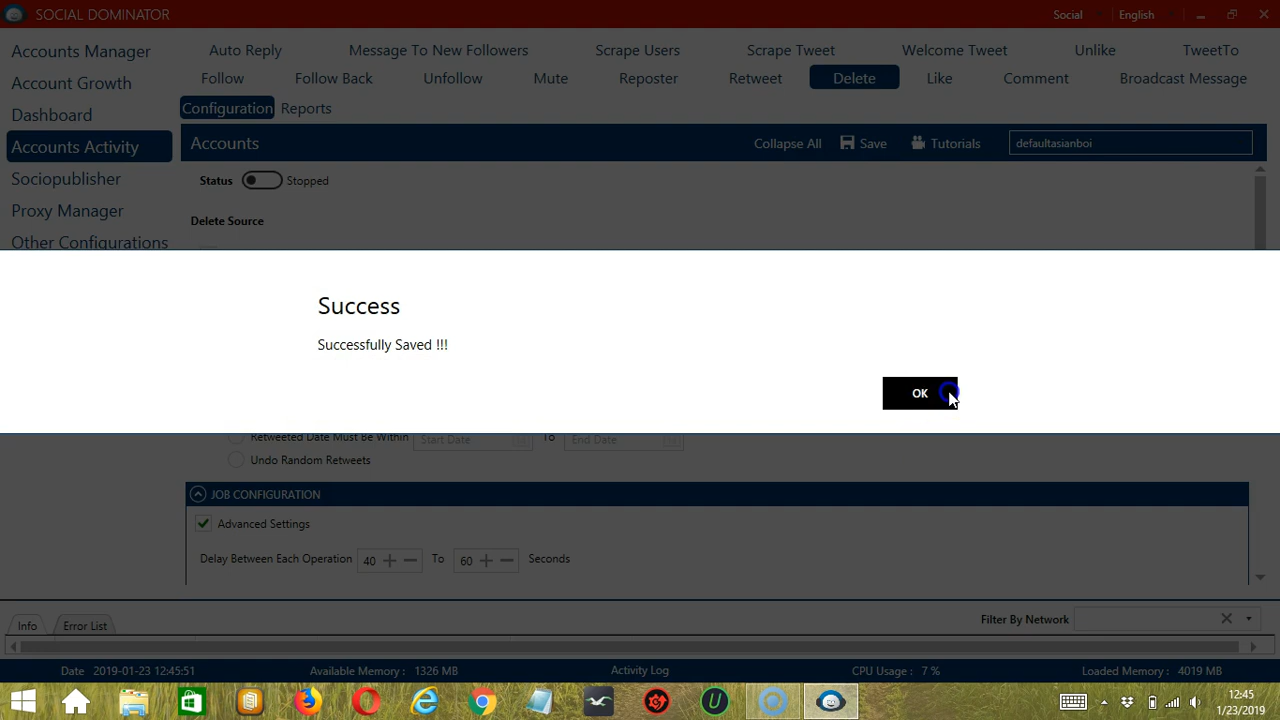 SOCIAL DOMINATOR
Social
English
Accounts Manager
Account Growth
Dashboard
Accounts Activity
Sociopublisher
Proxy Manager
Other Configurations
Auto Reply
Message To New Followers
Scrape Users
Scrape Tweet
Welcome Tweet
Unlike
TweetTo
Follow
Follow Back
Unfollow
Mute
Reposter
Retweet
Delete
Like
Comment
Broadcast Message
Configuration
Reports
Accounts
Collapse All
Save
Tutorials
defaultasianboi
Status
Stopped
Delete Source
Success
Successfully Saved !!!
OK
Retweeted Date Must Be Within
Start Date
To
End Date
Undo Random Retweets
JOB CONFIGURATION
Advanced Settings
Delay Between Each Operation
40
To
60
Seconds
Info
Error List
Filter By Network
Date 2019-01-23 12:45:51
Available Memory : 1326 MB
Activity Log
CPU Usage : 7 %
Loaded Memory : 4019 MB
12:45
1/23/2019